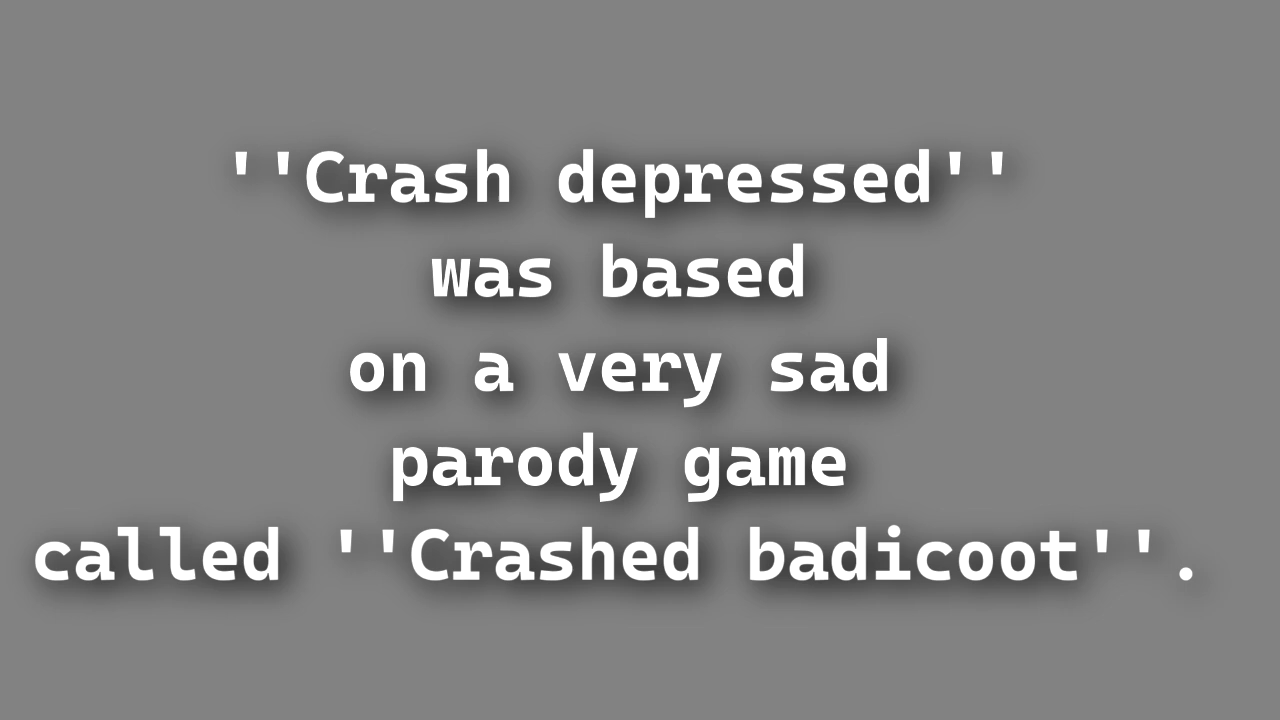 ''Crash depressed''
was based
on a very sad
parody game
called ''Crashed badicoot''.